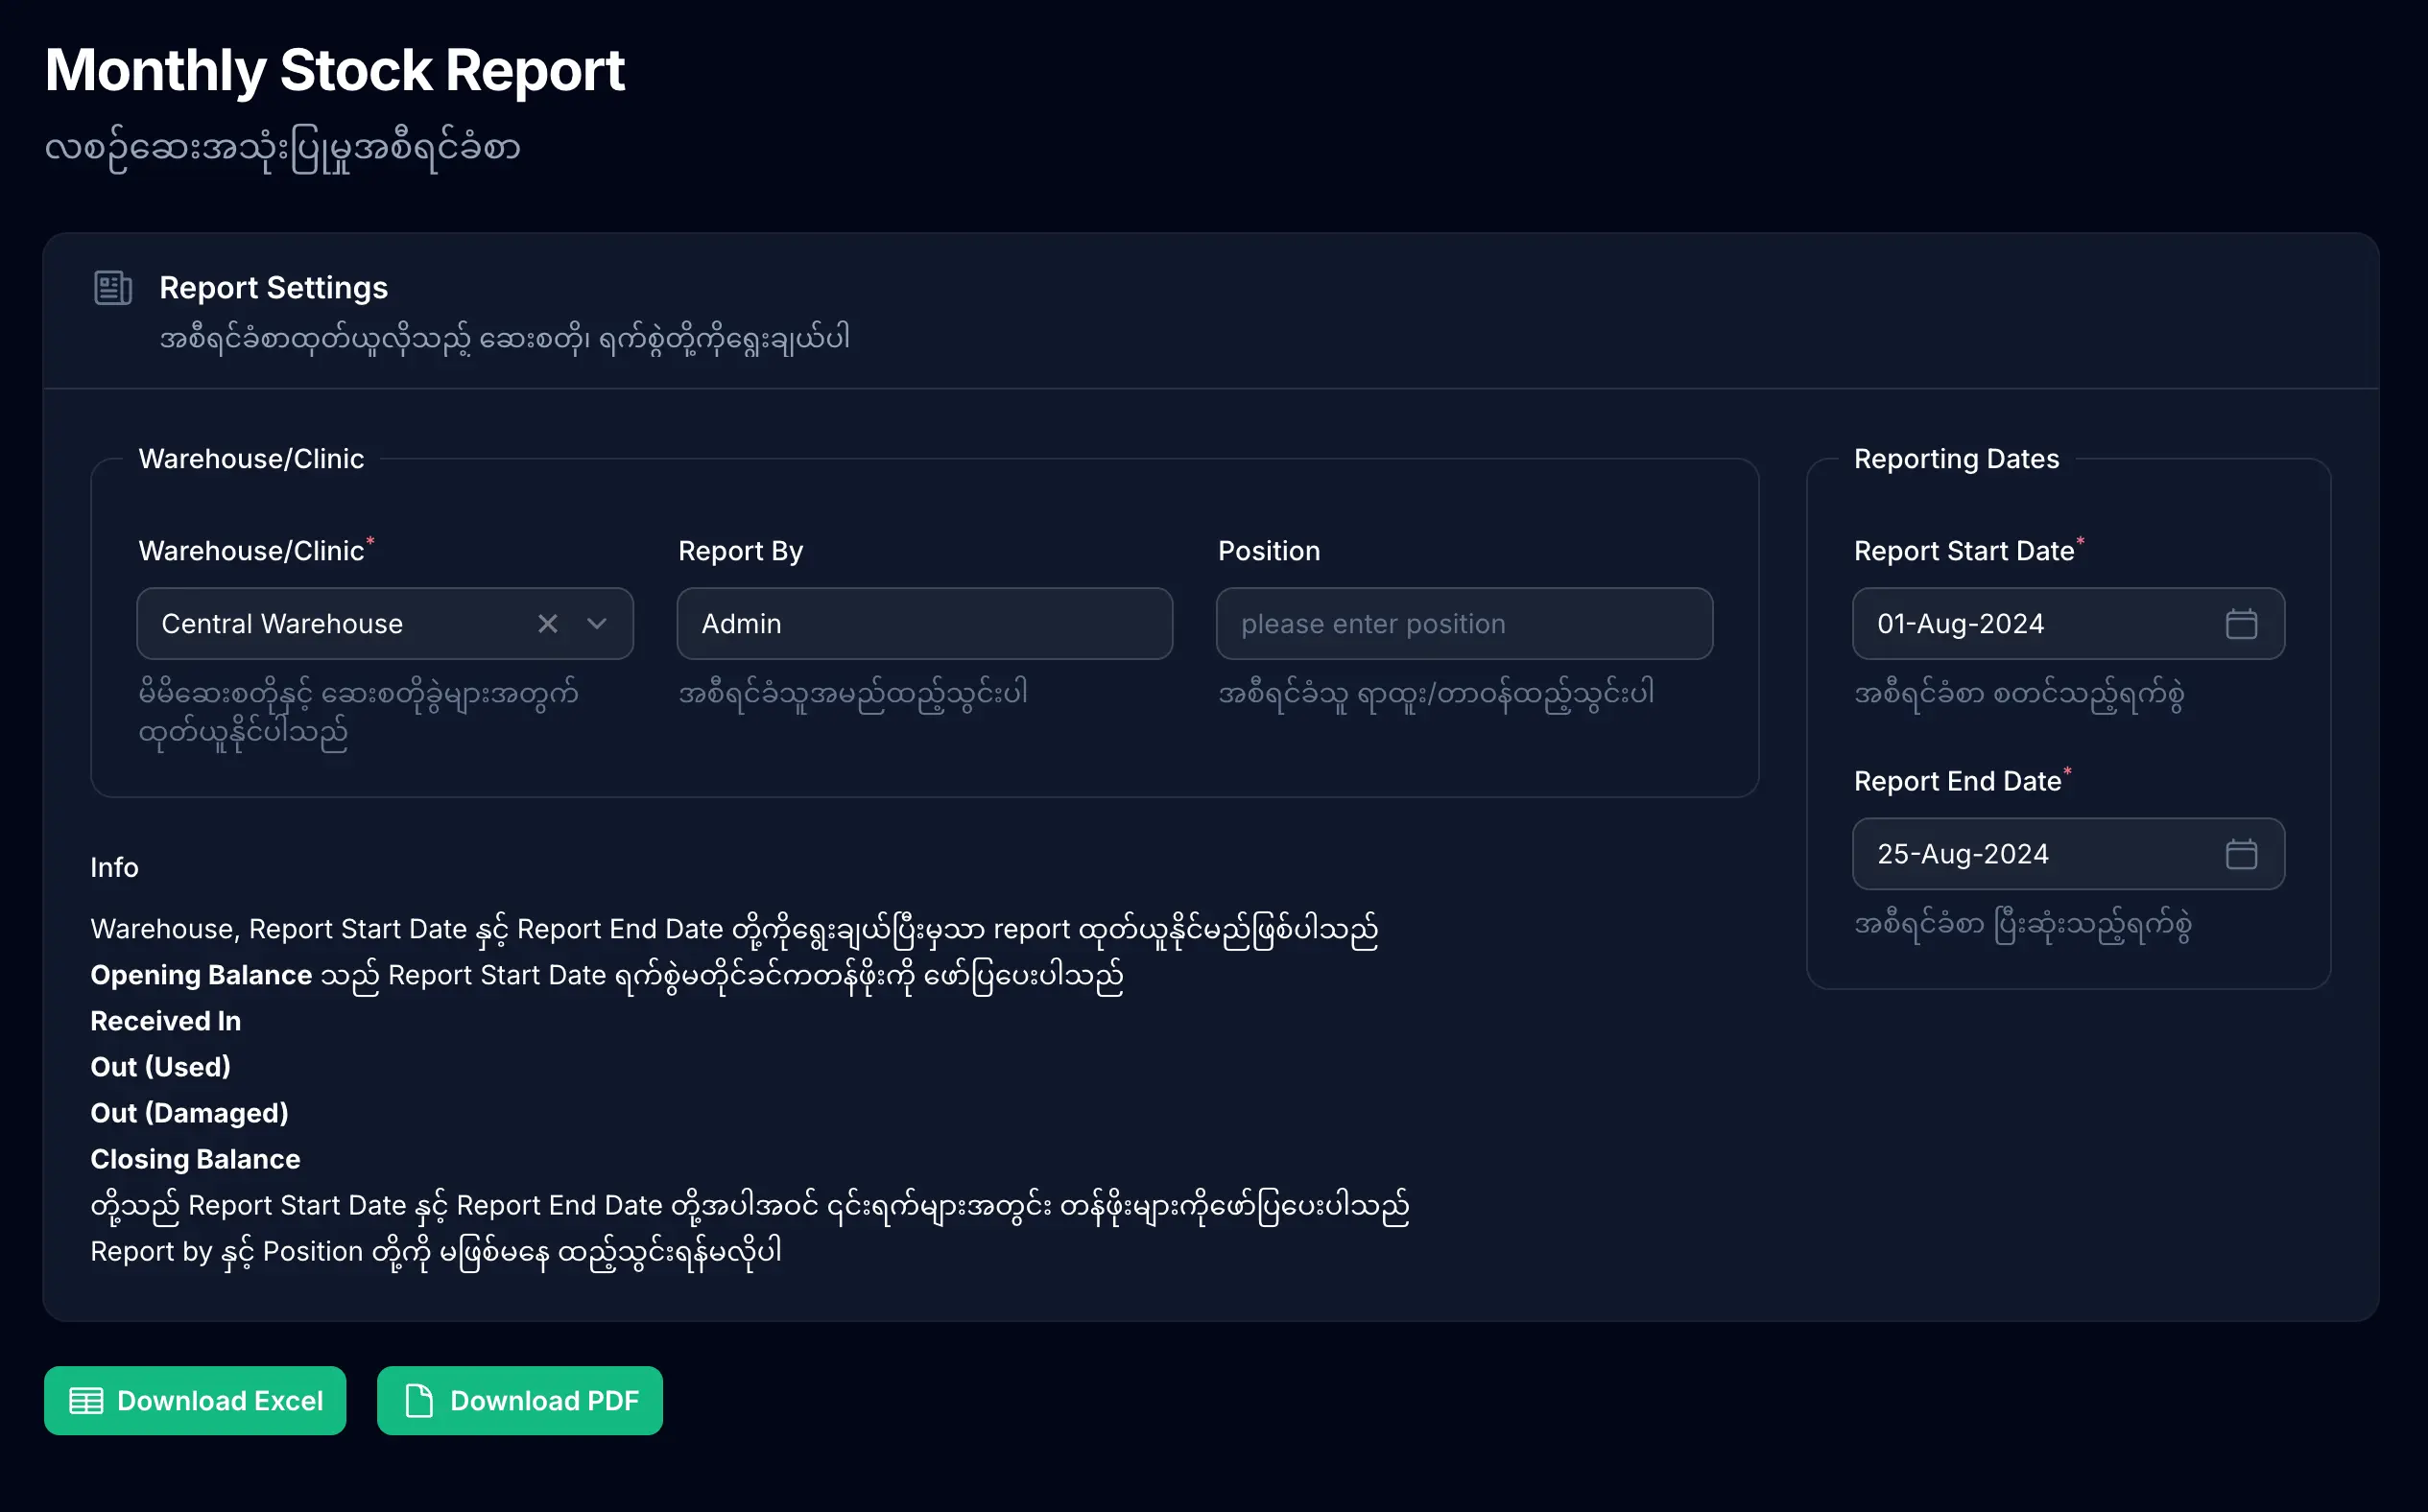 Monthly Stock Report
လစဉ်ဆေးအသုံးပြုမှုအစီရင်ခံစာ
Report Settings
အစီရင်ခံစာထုတ်ယူလိုသည့် ဆေးစတို၊ ရက်စွဲတို့ကိုရွေးချယ်ပါ
Warehouse/Clinic
Warehouse/Clinic*
Central Warehouse
မိမိဆေးစတိုနှင့် ဆေးစတိုခွဲများအတွက်
ထုတ်ယူနိုင်ပါသည်
Report By
Admin
အစီရင်ခံသူအမည်ထည့်သွင်းပါ
Position
please enter position
အစီရင်ခံသူ ရာထူး/တာဝန်ထည့်သွင်းပါ
Reporting Dates
Report Start Date*
01-Aug-2024
အစီရင်ခံစာ စတင်သည့်ရက်စွဲ
Report End Date*
25-Aug-2024
အစီရင်ခံစာ ပြီးဆုံးသည့်ရက်စွဲ
Info
Warehouse, Report Start Date နှင့် Report End Date တို့ကိုရွေးချယ်ပြီးမှသာ report ထုတ်ယူနိုင်မည်ဖြစ်ပါသည်
Opening Balance သည် Report Start Date ရက်စွဲမတိုင်ခင်ကတန်ဖိုးကို ဖော်ပြပေးပါသည်
Received In
Out (Used)
Out (Damaged)
Closing Balance
တို့သည် Report Start Date နှင့် Report End Date တို့အပါအဝင် ၎င်းရက်များအတွင်း တန်ဖိုးများကိုဖော်ပြပေးပါသည်
Report by နှင့် Position တို့ကို မဖြစ်မနေ ထည့်သွင်းရန်မလိုပါ
Download Excel
Download PDF